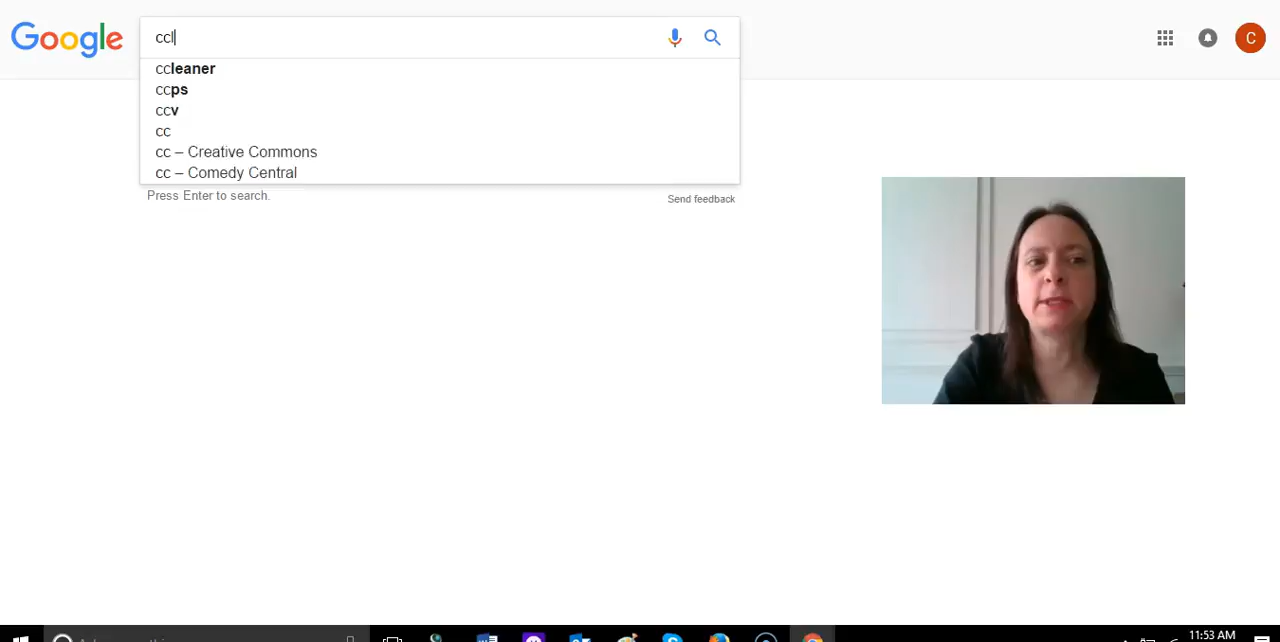 Google
ccl
ccleaner
ccps
ccv
cc
cc – Creative Commons
cc – Comedy Central
Press Enter to search.
Send feedback
C
11:53 AM